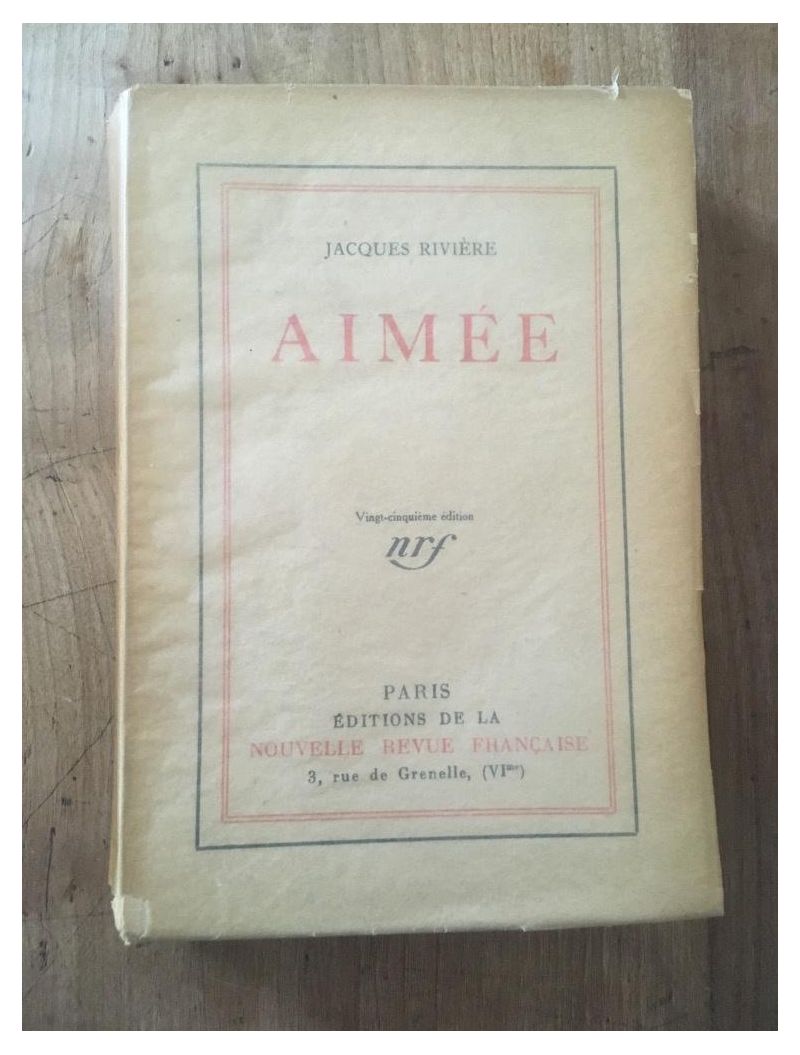 JACQUES RIVIÈRE
AIMÉE
Vingt-cinquième édition
nrf
PARIS
ÉDITIONS DE LA
NOUVELLE REVUE FRANÇAISE
3, rue de Grenelle, (VIᵐᵉ)